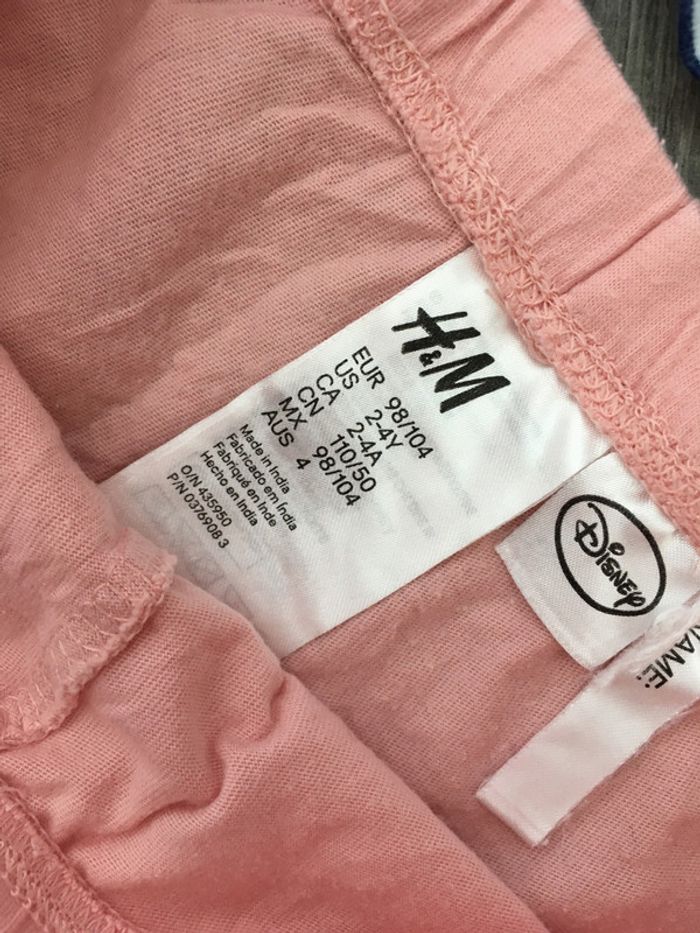 H&M
EUR 98/104
US 2-4Y
CA 2-4A
CN 110/50
MX 98/104
AUS 4
Made in India
Fabricado em Índia
Fabriqué en Inde
Hecho en India
O/N 435950
P/N 0376908 3
Disney
NAME: